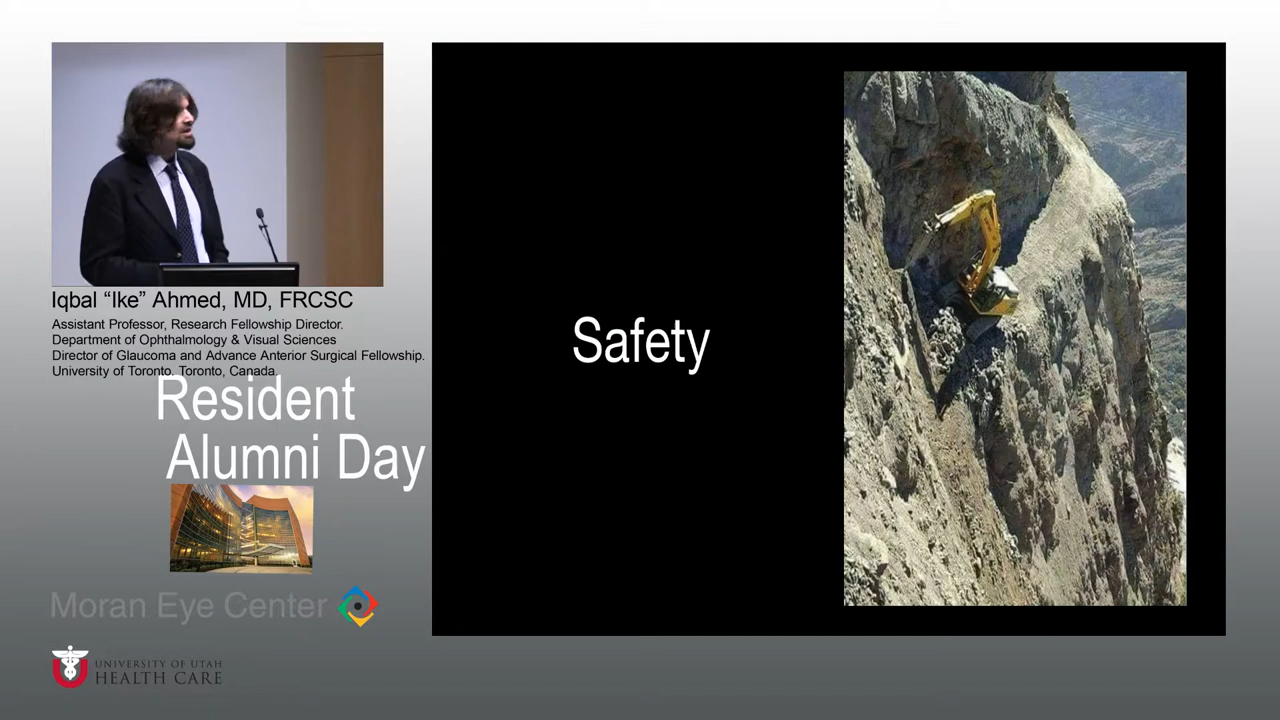 Iqbal “Ike” Ahmed, MD, FRCSC
Assistant Professor, Research Fellowship Director.
Department of Ophthalmology & Visual Sciences
Director of Glaucoma and Advance Anterior Surgical Fellowship.
University of Toronto. Toronto, Canada.
Resident
Alumni Day
Moran Eye Center
UNIVERSITY OF UTAH
HEALTH CARE
Safety